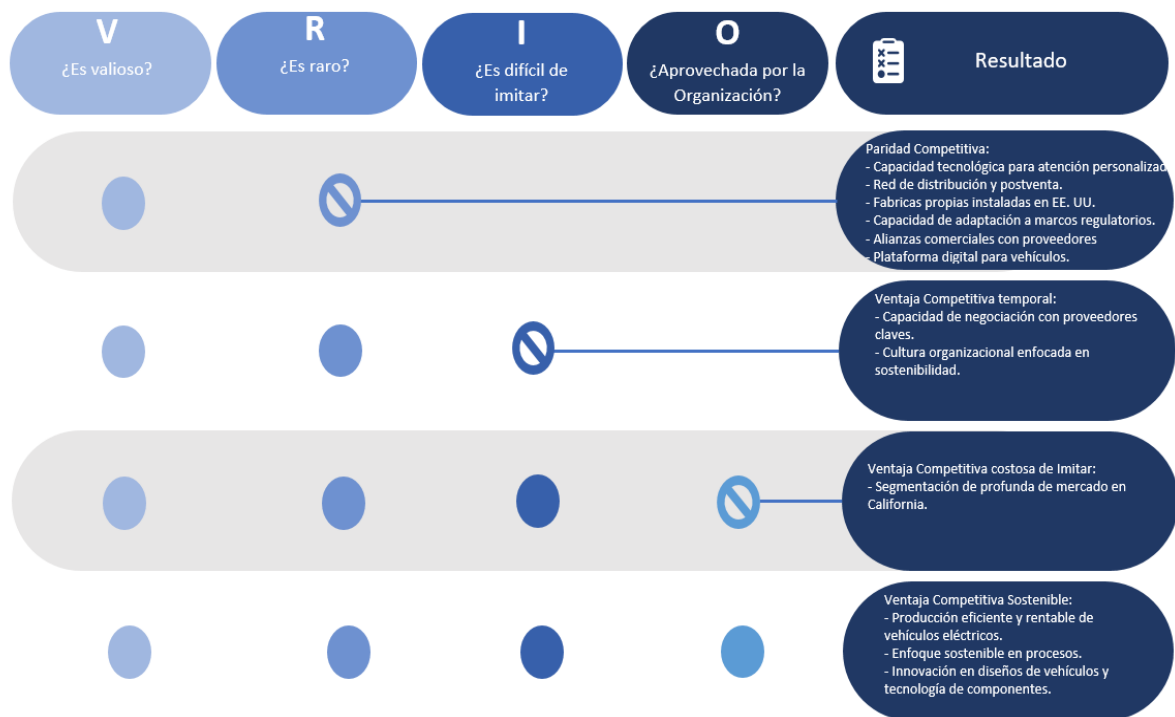 V
¿Es valioso?
R
¿Es raro?
I
¿Es difícil de
imitar?
O
¿Aprovechada por la
Organización?
Resultado
Paridad Competitiva:
- Capacidad tecnológica para atención personalizad
- Red de distribución y postventa.
- Fabricas propias instaladas en EE. UU.
- Capacidad de adaptación a marcos regulatorios.
- Alianzas comerciales con proveedores
- Plataforma digital para vehículos.
Ventaja Competitiva temporal:
- Capacidad de negociación con proveedores
claves.
- Cultura organizacional enfocada en
sostenibilidad.
Ventaja Competitiva costosa de Imitar:
- Segmentación de profunda de mercado en
California.
Ventaja Competitiva Sostenible:
- Producción eficiente y rentable de
vehículos eléctricos.
- Enfoque sostenible en procesos.
- Innovación en diseños de vehículos y
tecnología de componentes.